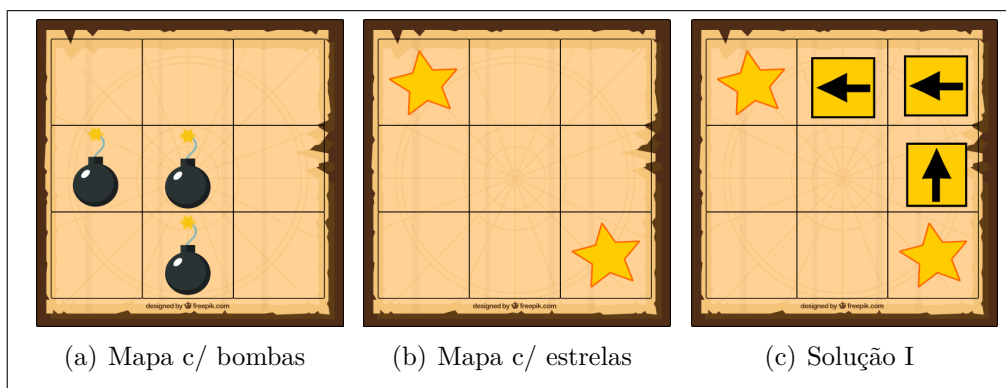 designed by freepik.com
designed by freepik.com
designed by freepik.com
(a) Mapa c/ bombas
(b) Mapa c/ estrelas
(c) Solução I